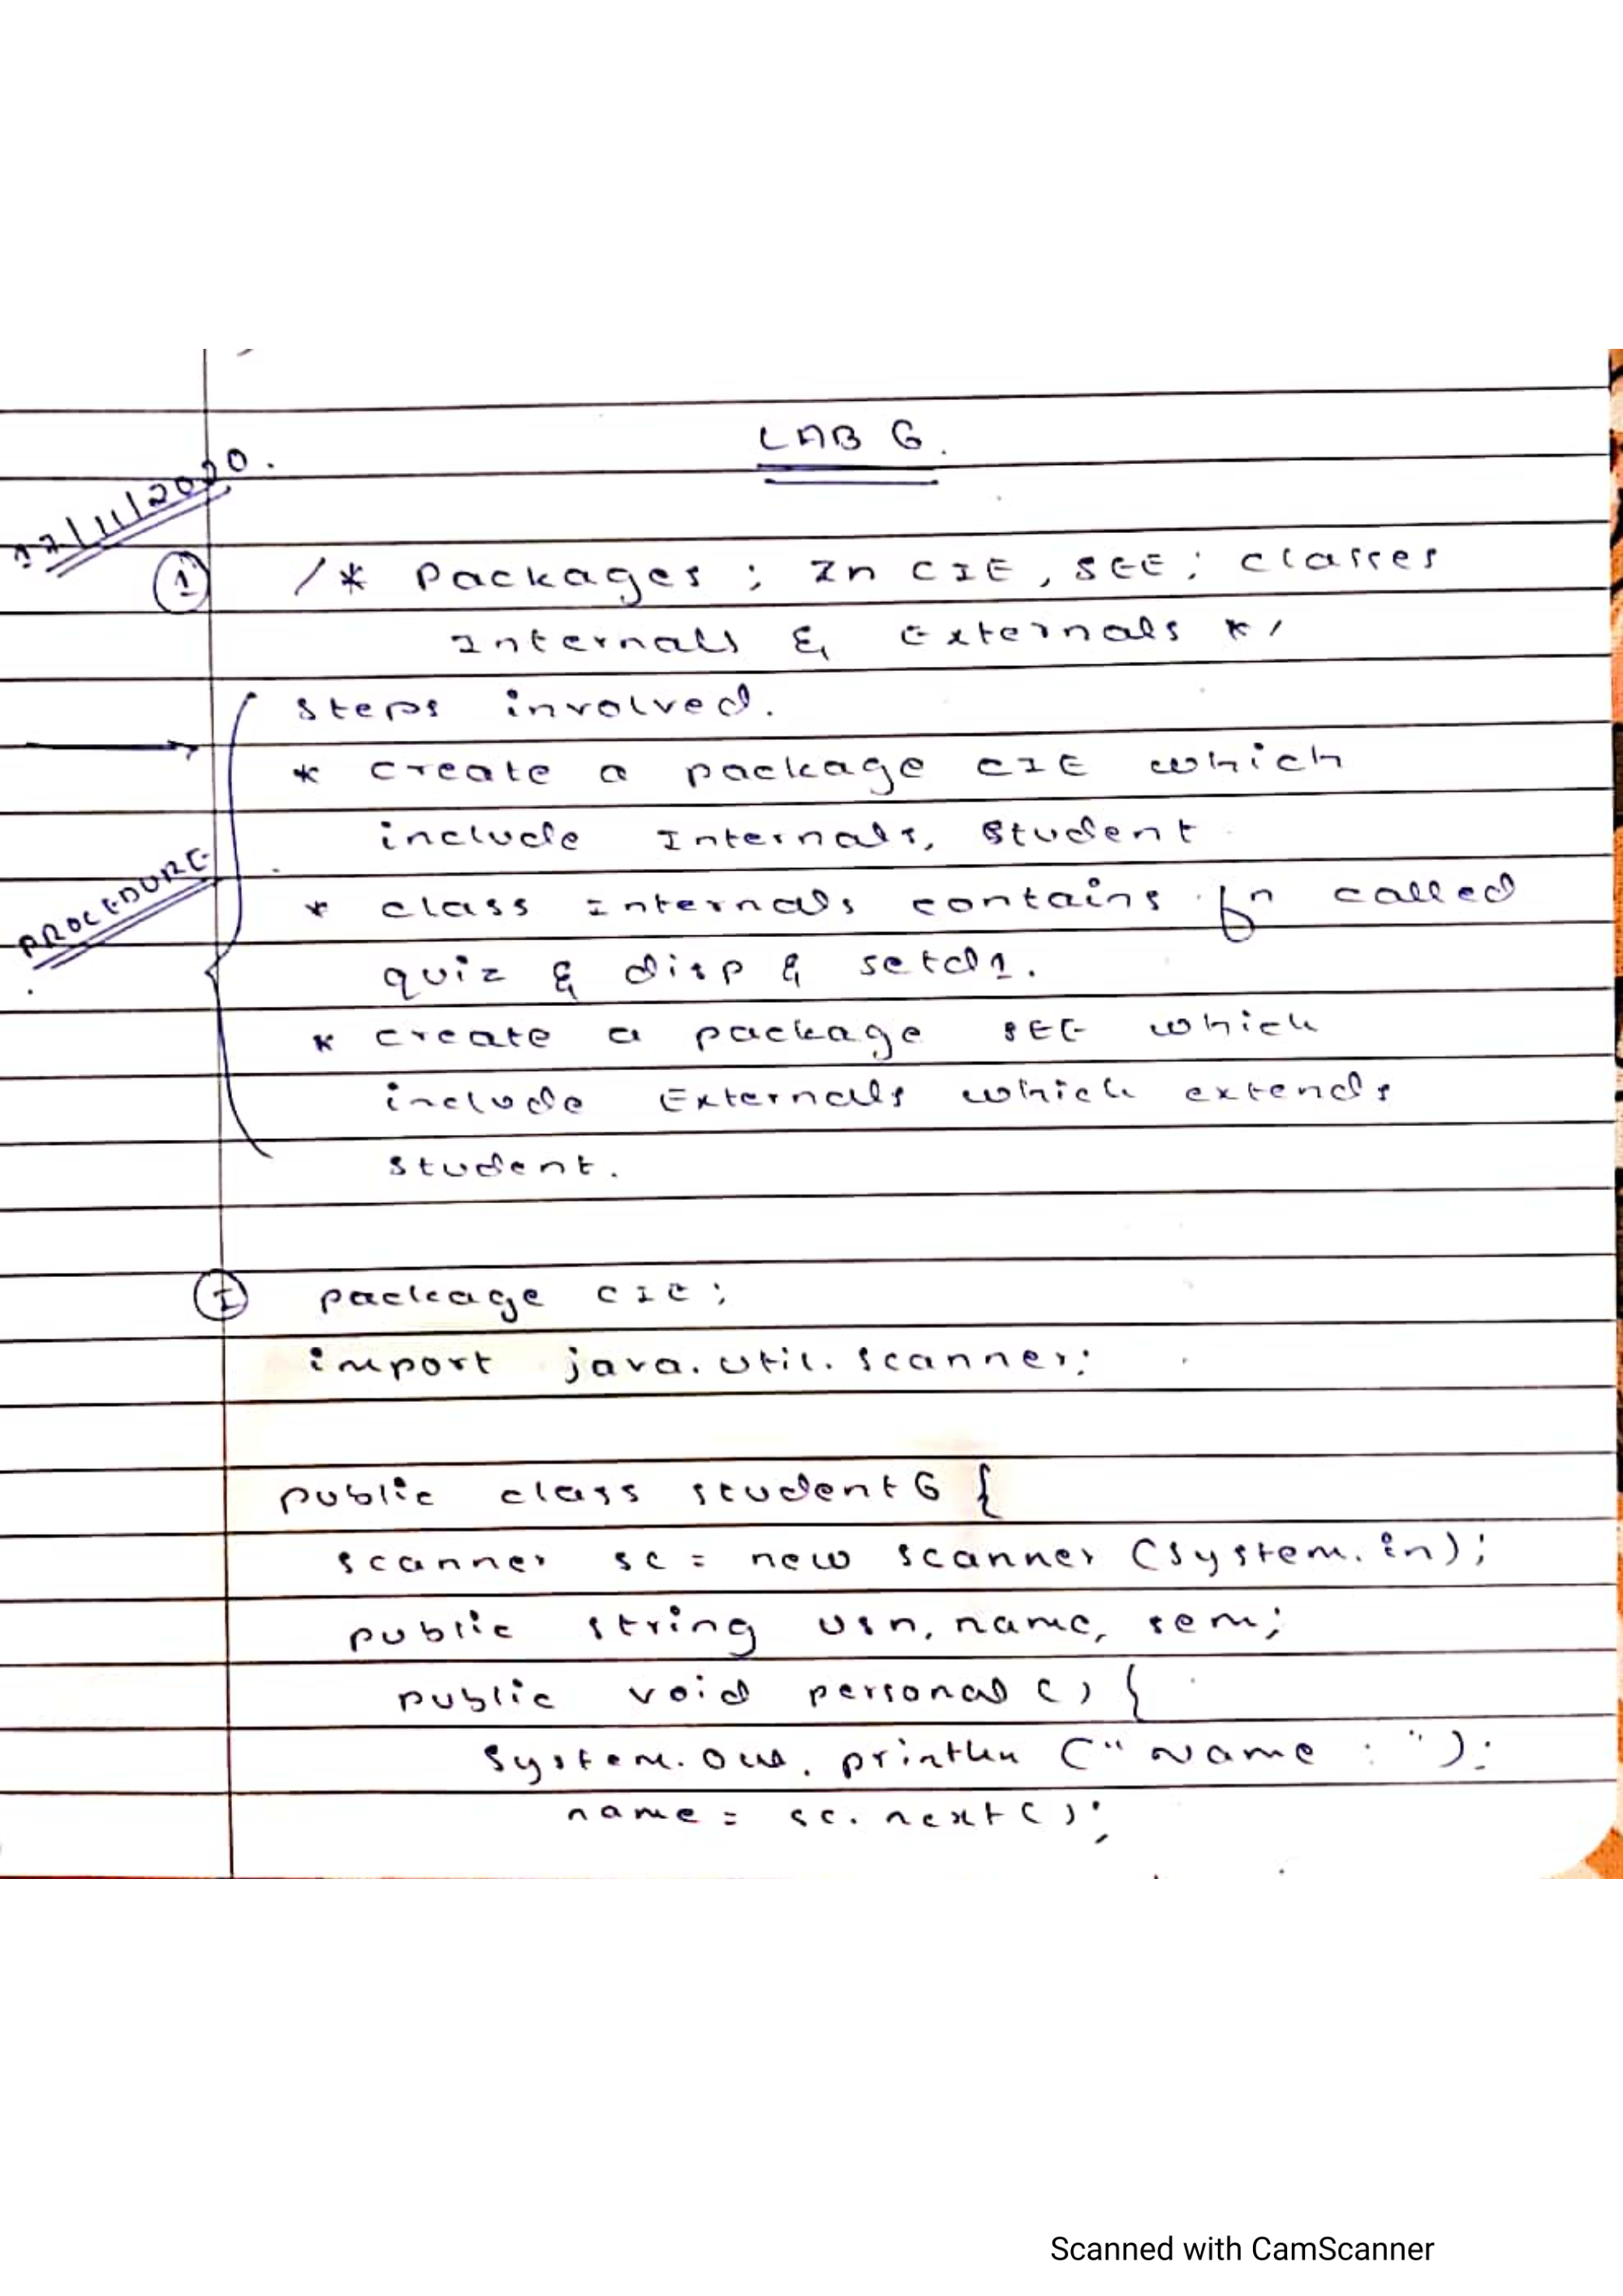 LAB 6.
17/11/2020.
① /* Packages ; In CIE, SEE ; classes
Internals & Externals */
steps involved.
* create a package CIE which
include Internals, Student
PROCEDURE
* class Internals contains fn called
quiz & disp & setd1.
* create a package SEE which
include Externals which extends
student.
Ⓘ package CIE;
import java.util.Scanner;
public class student6 {
Scanner sc = new Scanner (System.in);
public string usn, name, sem;
public void personal () {
System.out.println ("Name : ");
name = sc.next();
Scanned with CamScanner